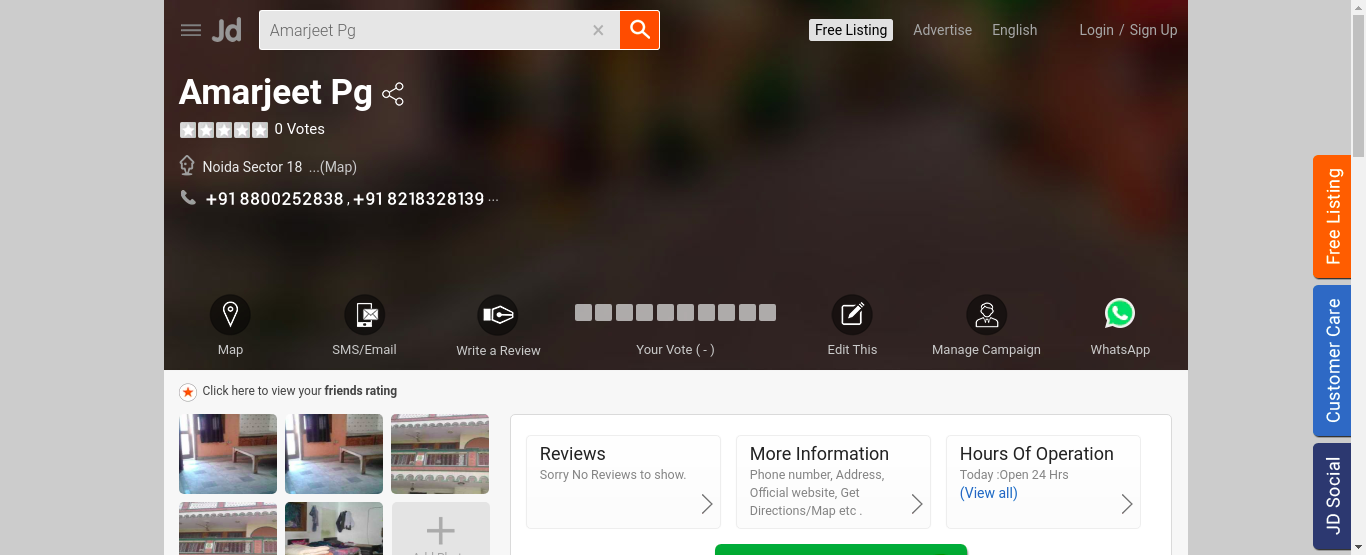 Jd
Amarjeet Pg
Free Listing
Advertise
English
Login / Sign Up
Amarjeet Pg
0 Votes
Noida Sector 18 ...(Map)
+91 8800252838 , +91 8218328139 ...
Map
SMS/Email
Write a Review
Your Vote ( - )
Edit This
Manage Campaign
WhatsApp
Click here to view your friends rating
Reviews
Sorry No Reviews to show.
More Information
Phone number, Address,
Official website, Get
Directions/Map etc .
Hours Of Operation
Today :Open 24 Hrs
(View all)
Free Listing
Customer Care
JD Social